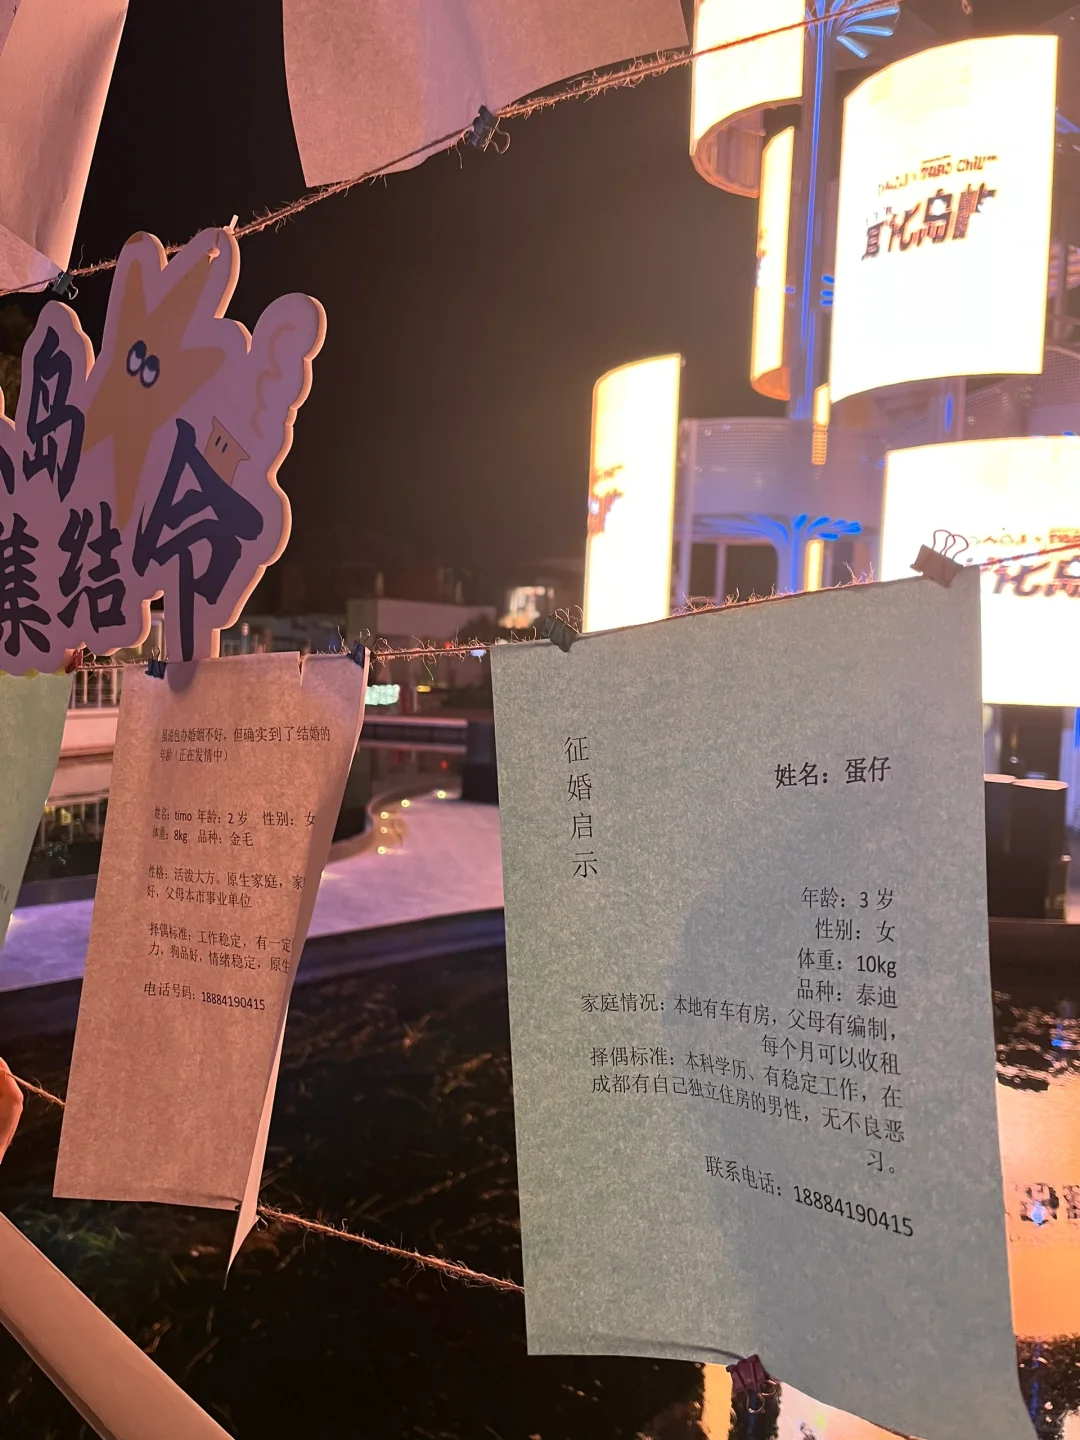 岛
集结令
虽说包办婚姻不好，但确实到了结婚的
年龄（正在发情中）
姓名：timo 年龄：2 岁 性别：女
体重：8kg 品种：金毛
性格：活泼大方。原生家庭，家
好，父母本市事业单位
择偶标准：工作稳定，有一定
力，狗品好，情绪稳定，原生
电话号码：18884190415
征婚启示
姓名：蛋仔
年龄：3 岁
性别：女
体重：10kg
品种：泰迪
家庭情况：本地有车有房，父母有编制，
每个月可以收租
择偶标准：本科学历、有稳定工作，在
成都有自己独立住房的男性，无不良恶
习。
联系电话：18884190415